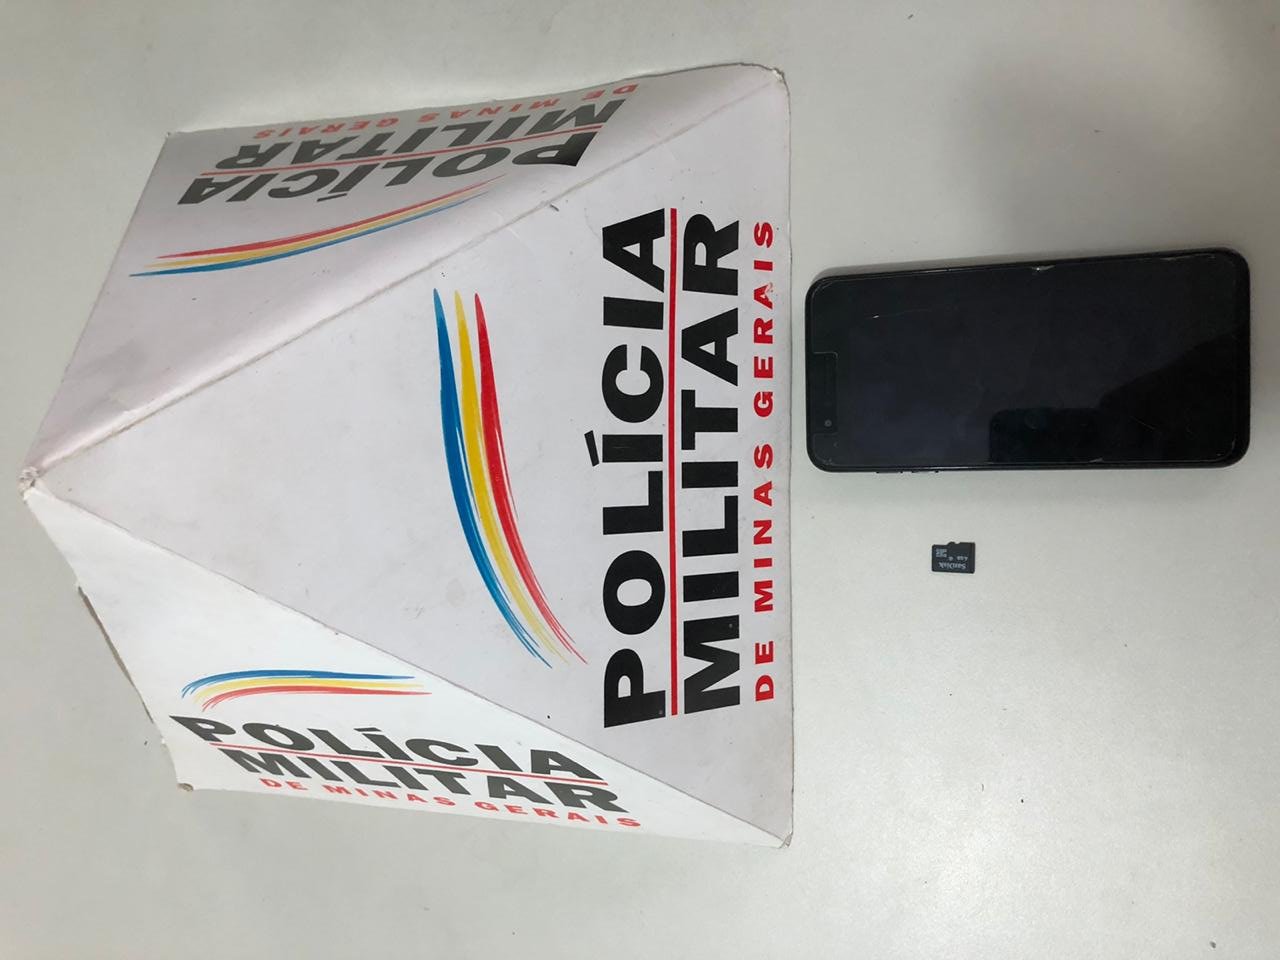 POLÍCIA
MILITAR
DE MINAS GERAIS
POLÍCIA
MILITAR
DE MINAS GERAIS
POLÍCIA
MILITAR
DE MINAS GERAIS
SanDisk